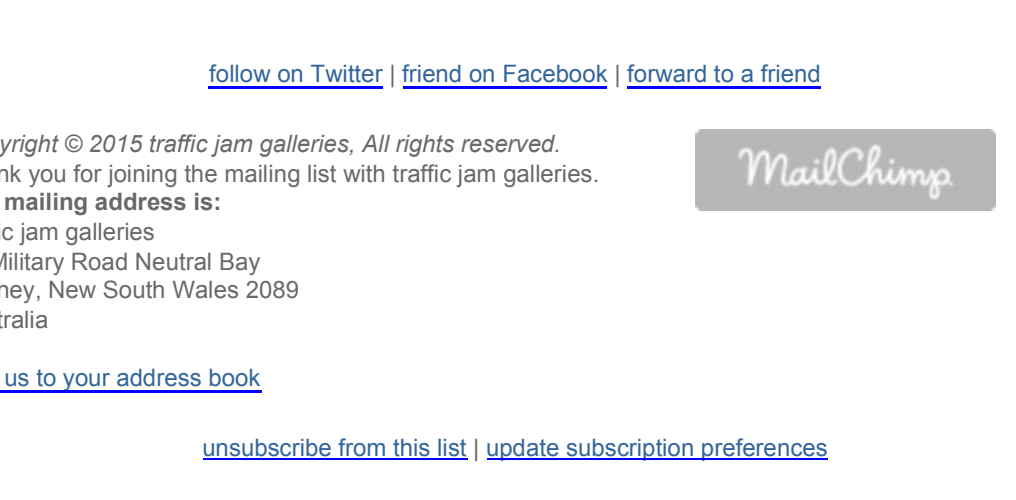 follow on Twitter | friend on Facebook | forward to a friend
yright © 2015 traffic jam galleries, All rights reserved.
MailChimp
nk you for joining the mailing list with traffic jam galleries.
mailing address is:
ic jam galleries
Military Road Neutral Bay
ney, New South Wales 2089
tralia
us to your address book
unsubscribe from this list | update subscription preferences